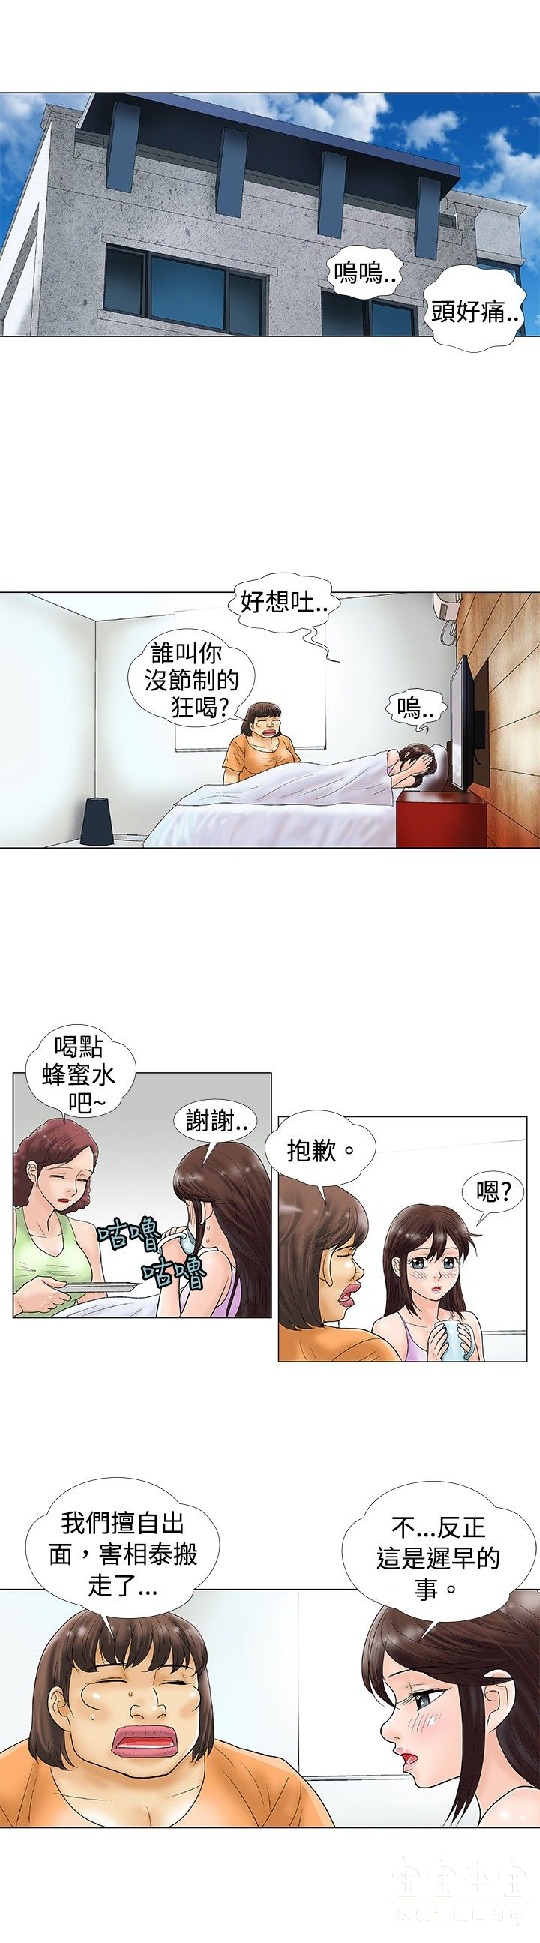 嗚嗚..
頭好痛..
好想吐..
誰叫你
沒節制的
狂喝?
嗚..
喝點
蜂蜜水
吧~
謝謝..
咕嚕
咕嚕
抱歉。
嗯?
我們擅自出
面，害相泰搬
走了...
不...反正
這是遲早的
事。